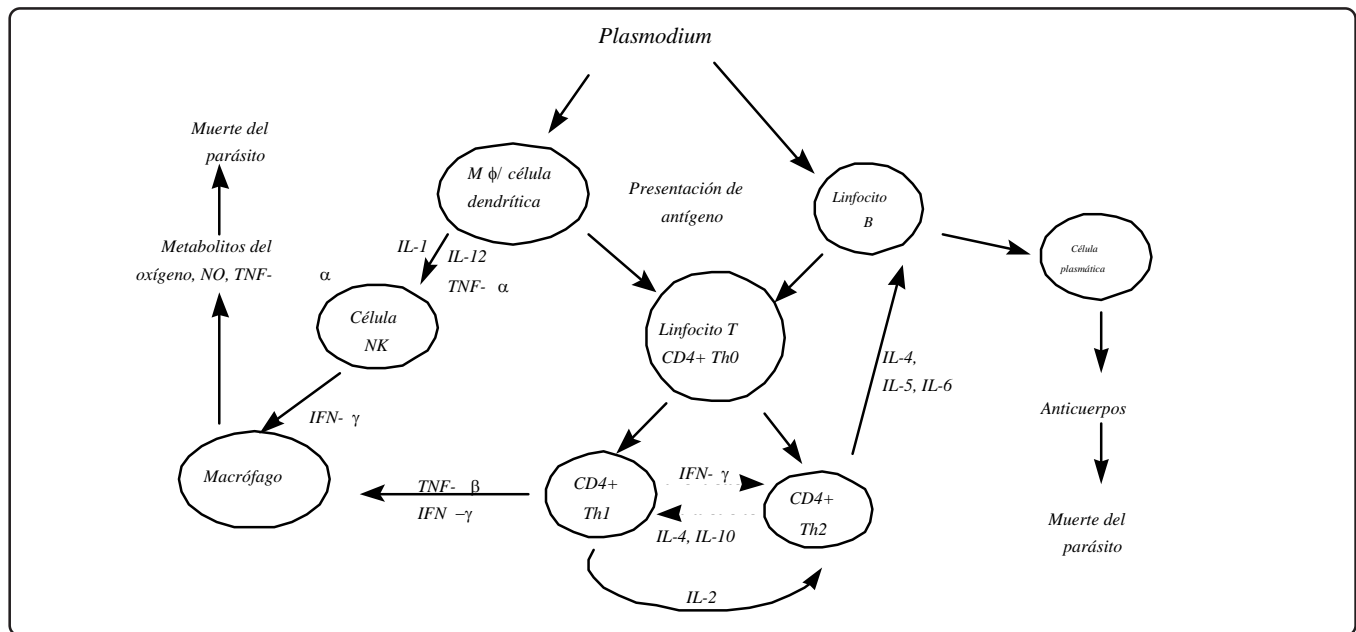 Plasmodium
Muerte del
parásito
M φ/ célula
dendrítica
Presentación de
antígeno
Linfocito
B
Célula
plasmática
Metabolitos del
oxígeno, NO, TNF- α
IL-1
IL-12
TNF- α
Célula
NK
Linfocito T
CD4+ Th0
IL-4,
IL-5, IL-6
IFN- γ
Anticuerpos
Macrófago
TNF- β
IFN –γ
CD4+
Th1
IFN- γ
IL-4, IL-10
CD4+
Th2
Muerte del
parásito
IL-2